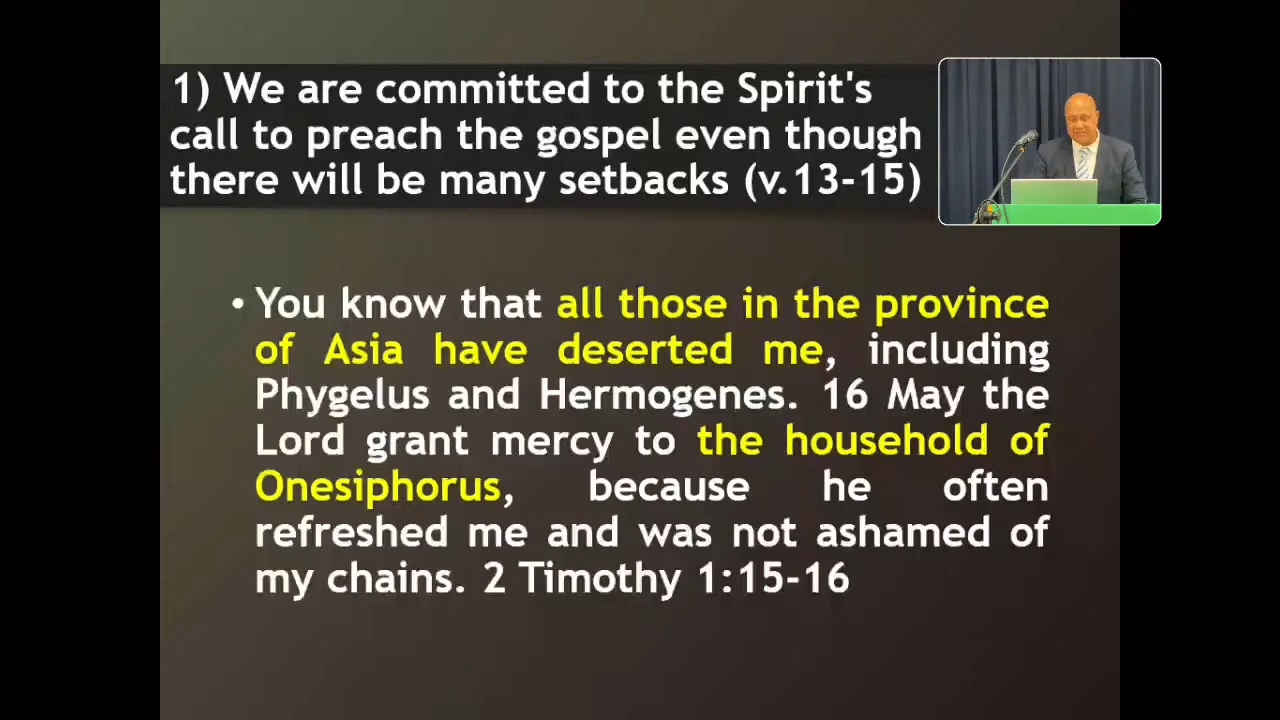 1) We are committed to the Spirit's
call to preach the gospel even though
there will be many setbacks (v.13-15)
• You know that all those in the province
of Asia have deserted me, including
Phygelus and Hermogenes. 16 May the
Lord grant mercy to the household of
Onesiphorus, because he often
refreshed me and was not ashamed of
my chains. 2 Timothy 1:15-16